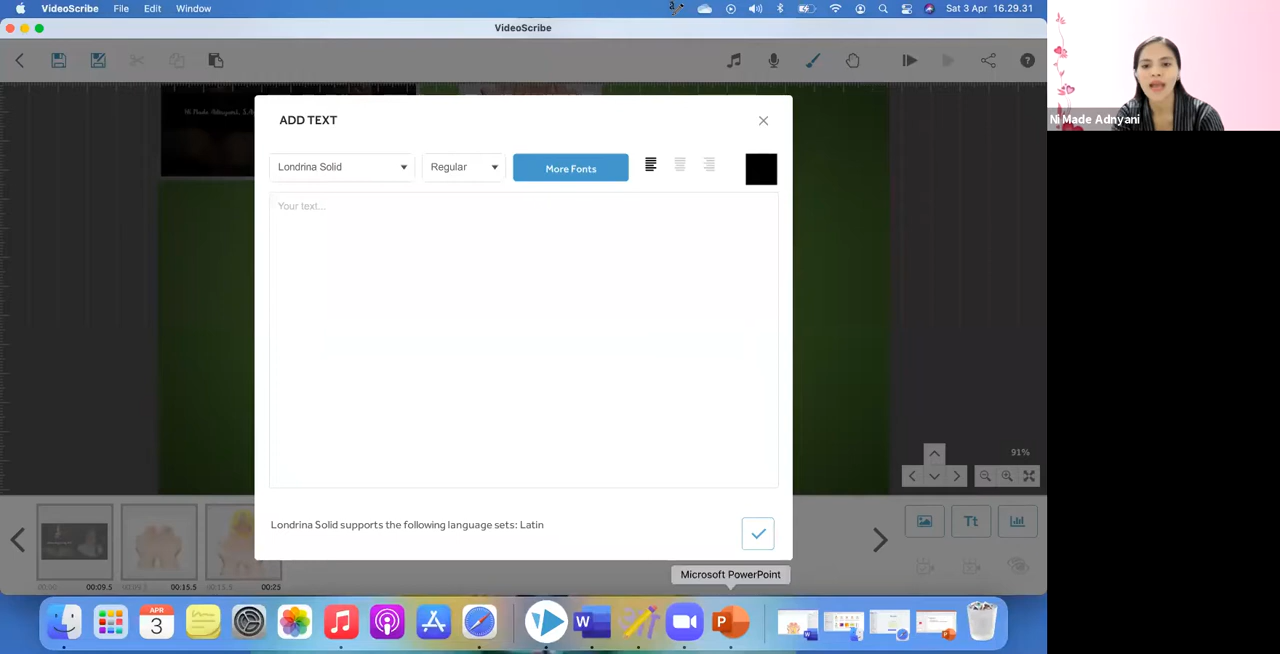 VideoScribe File Edit Window
Sat 3 Apr 16.29.31
VideoScribe
Ni Made Adnyani
ADD TEXT
Londrina Solid
Regular
More Fonts
Your text...
91%
Londrina Solid supports the following language sets: Latin
Tt
00:09.5
00:15.5
00:25
Microsoft PowerPoint
APR
3
W
P